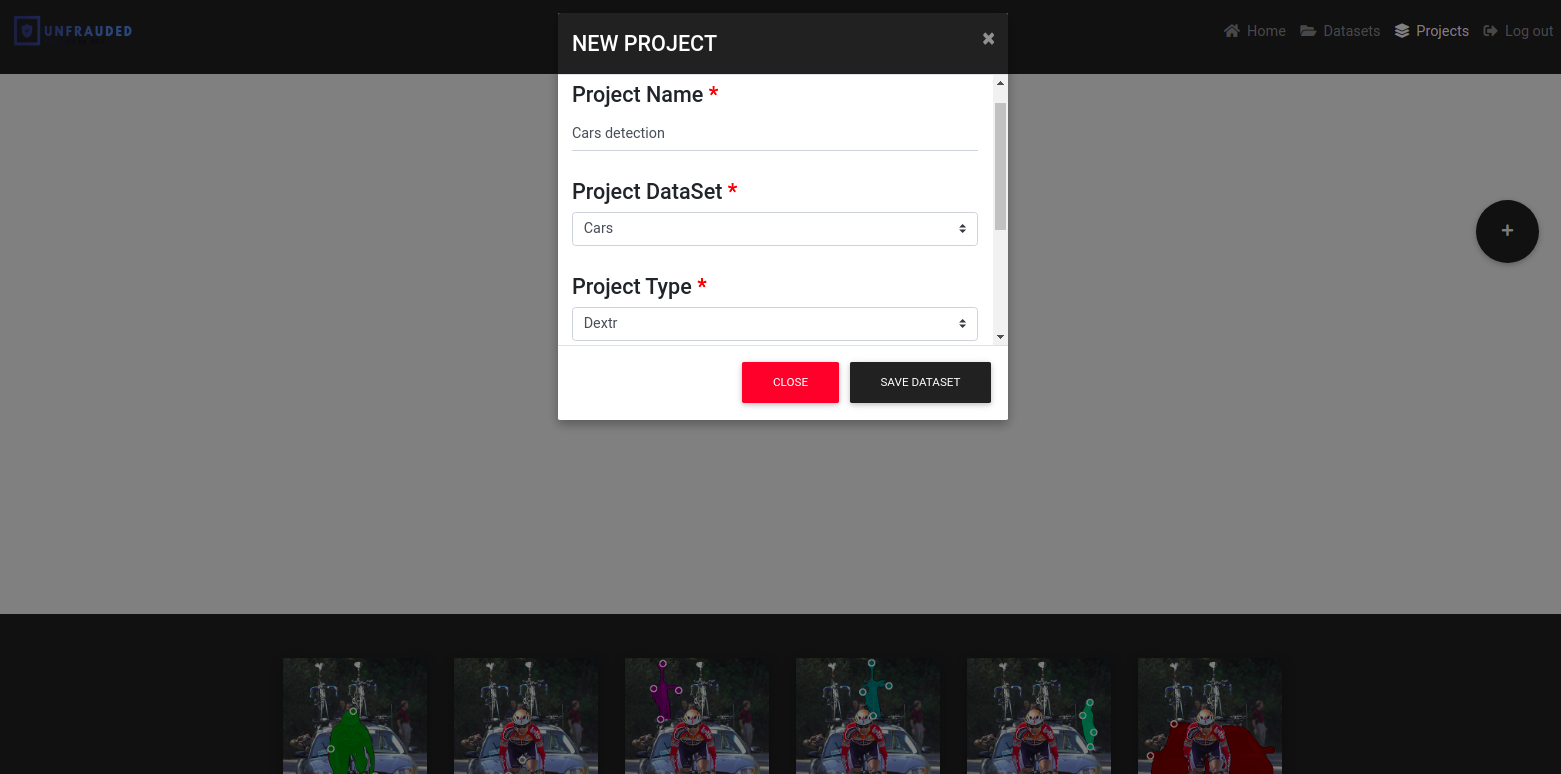 UNFRAUDED
Home Datasets Projects Log out
NEW PROJECT ×
Project Name *
Cars detection
Project DataSet *
Cars
Project Type *
Dextr
CLOSE SAVE DATASET
+